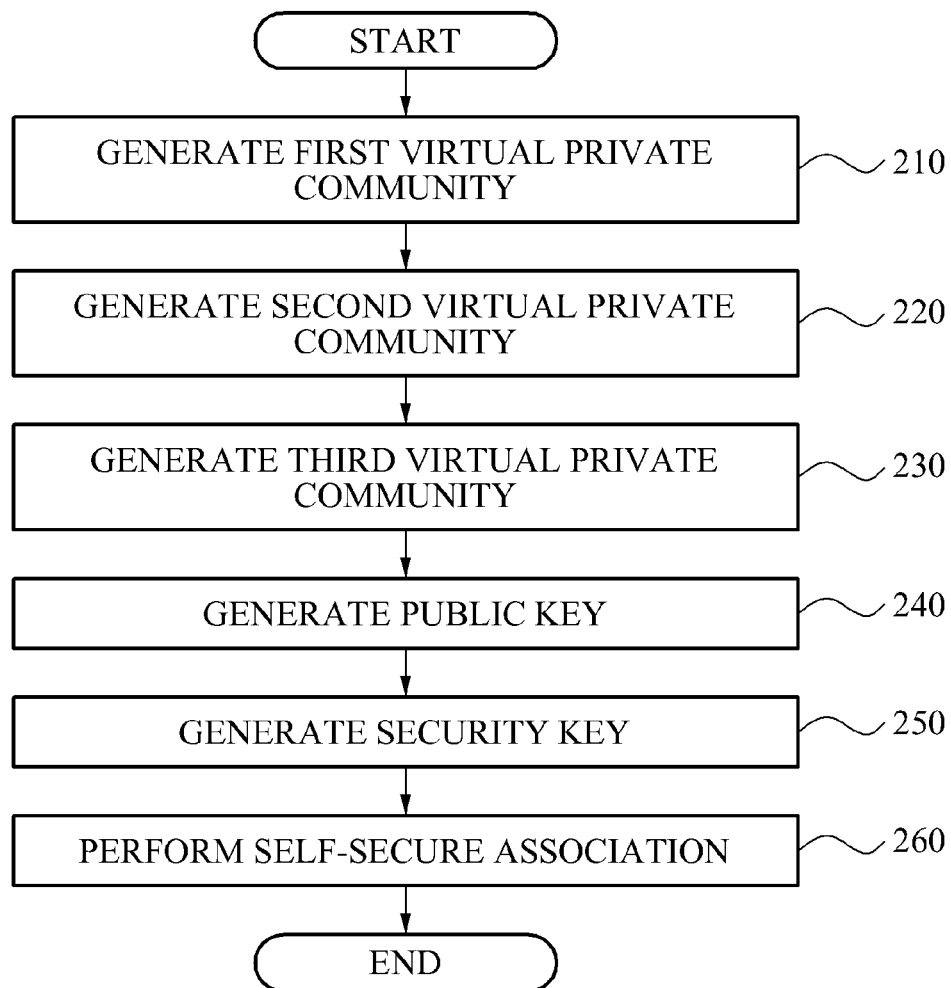 START
GENERATE FIRST VIRTUAL PRIVATE
COMMUNITY
210
GENERATE SECOND VIRTUAL PRIVATE
COMMUNITY
220
GENERATE THIRD VIRTUAL PRIVATE
COMMUNITY
230
GENERATE PUBLIC KEY
240
GENERATE SECURITY KEY
250
PERFORM SELF-SECURE ASSOCIATION
260
END